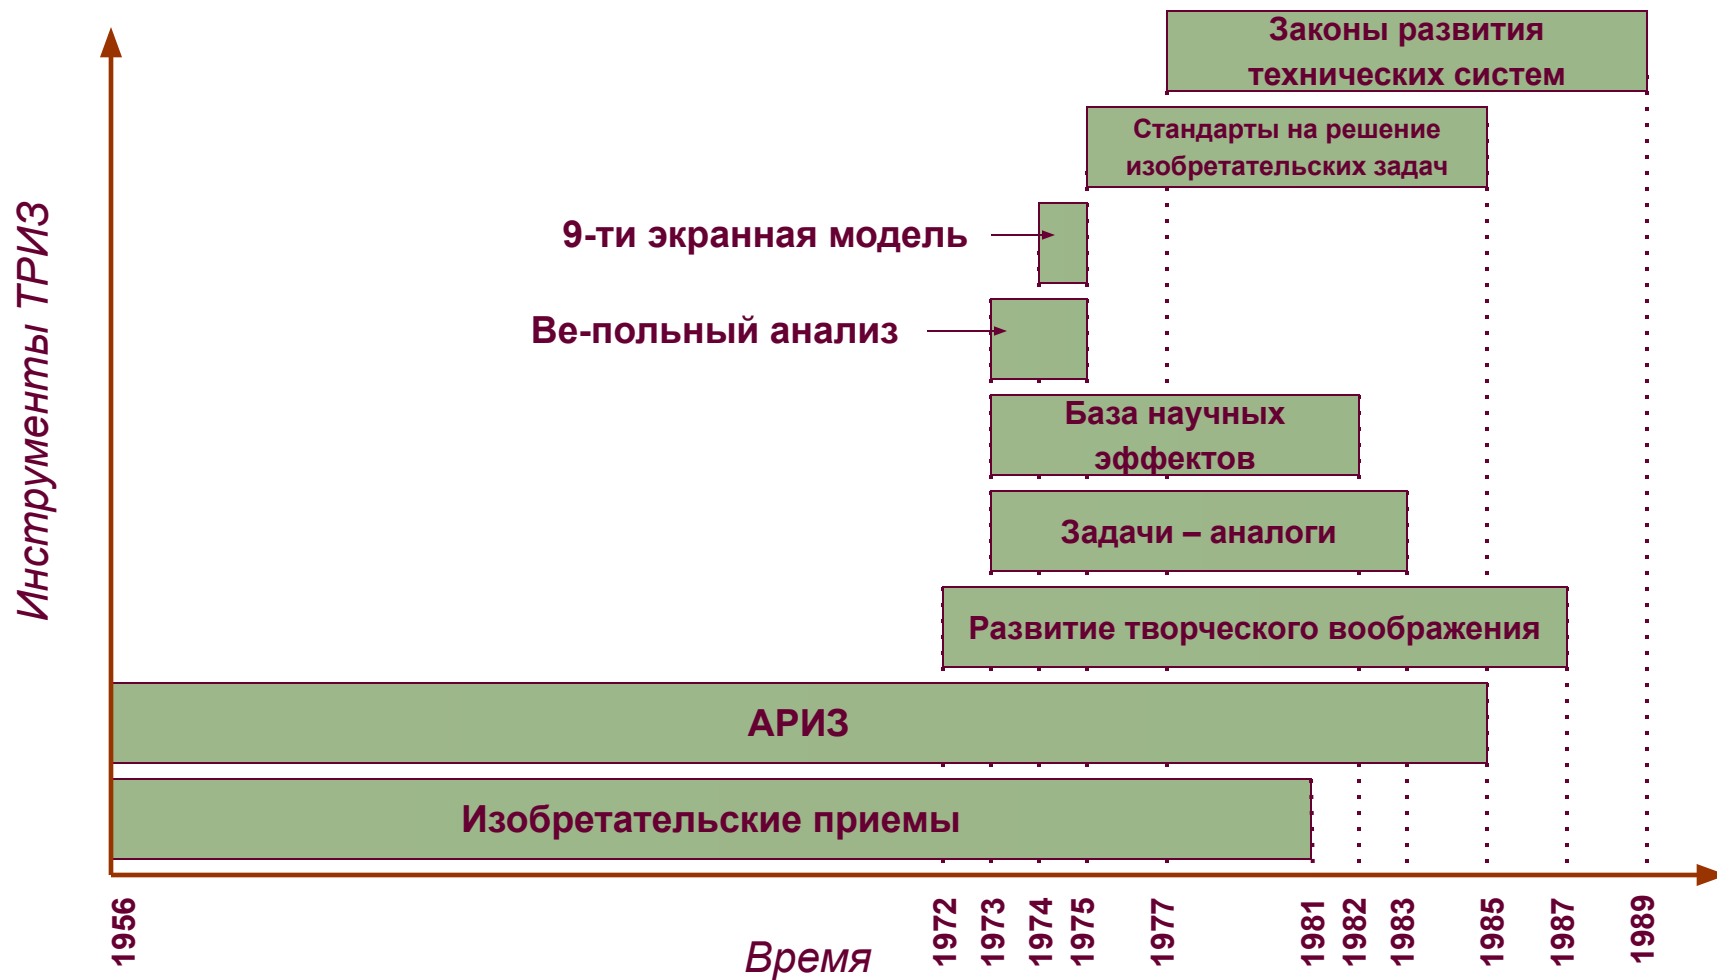 Законы развития
технических систем
Стандарты на решение
изобретательских задач
9-ти экранная модель
Ве-польный анализ
База научных
эффектов
Задачи – аналоги
Развитие творческого воображения
АРИЗ
Изобретательские приемы
Инструменты ТРИЗ
1956
1972
1973
1974
1975
1977
1981
1982
1983
1985
1987
1989
Время